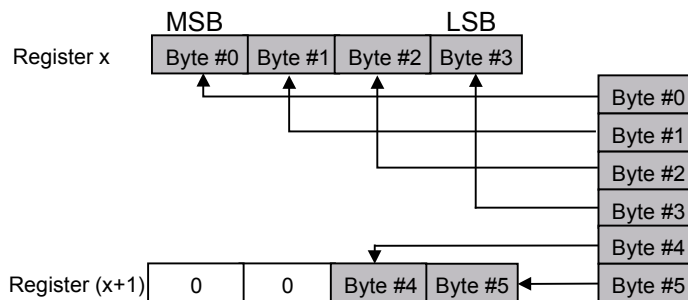 MSB LSB
Register x Byte #0 Byte #1 Byte #2 Byte #3
Byte #0
Byte #1
Byte #2
Byte #3
Byte #4
Register (x+1) 0 0 Byte #4 Byte #5 Byte #5